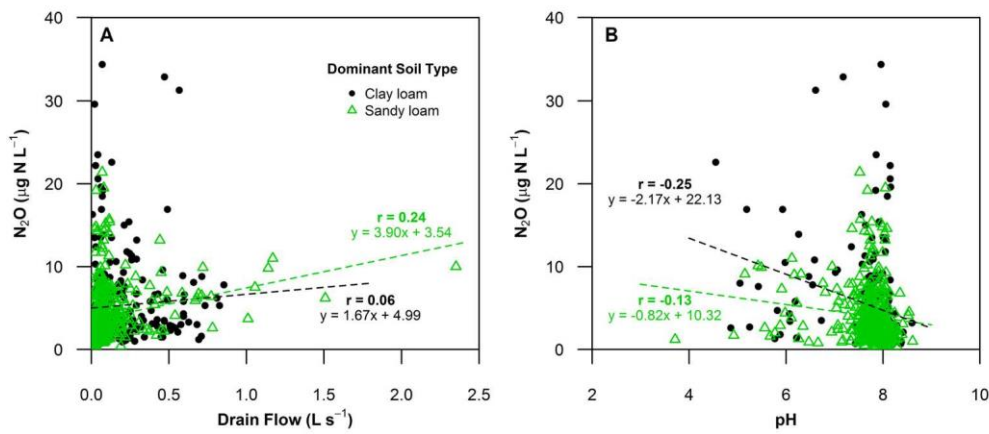 A
40
30
20
10
0
N₂O (µg N L⁻¹)
Dominant Soil Type
Clay loam
Sandy loam
r = 0.24
y = 3.90x + 3.54
r = 0.06
y = 1.67x + 4.99
0.0 0.5 1.0 1.5 2.0 2.5
Drain Flow (L s⁻¹)
B
40
30
20
10
0
N₂O (µg N L⁻¹)
r = -0.25
y = -2.17x + 22.13
r = -0.13
y = -0.82x + 10.32
2 4 6 8 10
pH